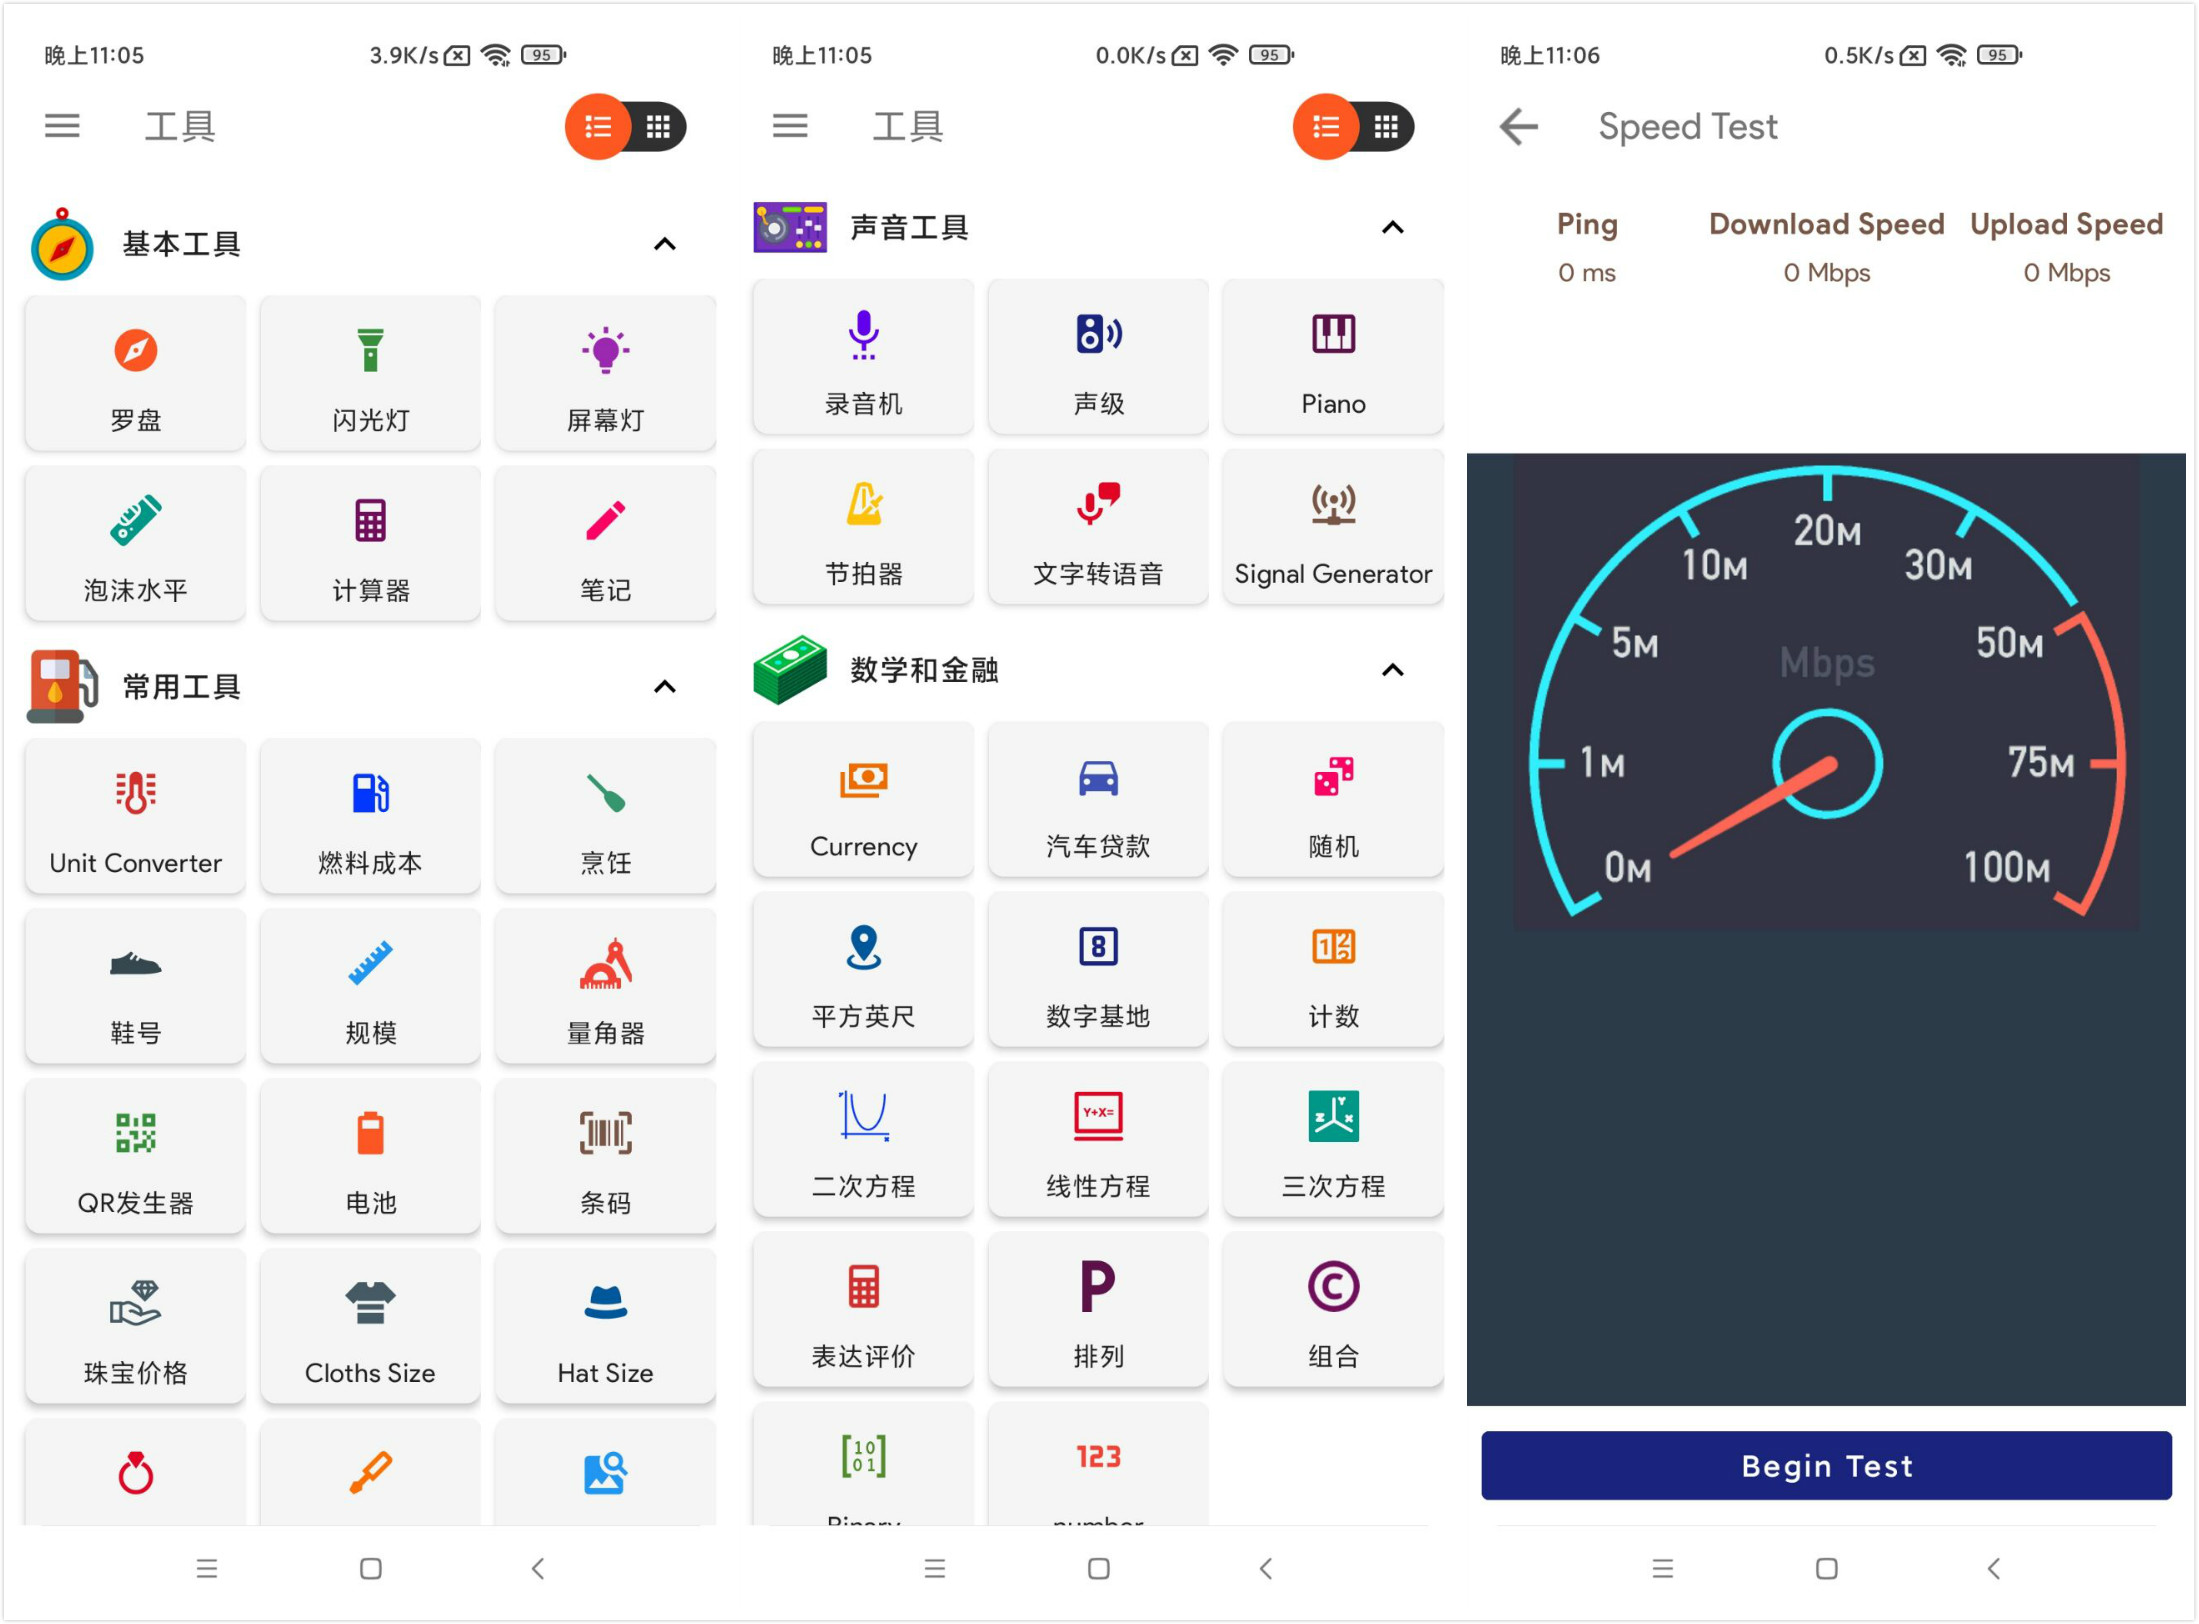 晚上11:05 3.9K/s 95
工具
基本工具
罗盘 闪光灯 屏幕灯
泡沫水平 计算器 笔记
常用工具
Unit Converter 燃料成本 烹饪
鞋号 规模 量角器
QR发生器 电池 条码
珠宝价格 Cloths Size Hat Size
晚上11:05 0.0K/s 95
工具
声音工具
录音机 声级 Piano
节拍器 文字转语音 Signal Generator
数学和金融
Currency 汽车贷款 随机
8 1 2 3
平方英尺 数字基地 计数
Y+X= Y Z X
二次方程 线性方程 三次方程
P C
表达评价 排列 组合
10 123
01
Binary number
晚上11:06 0.5K/s 95
Speed Test
Ping Download Speed Upload Speed
0 ms 0 Mbps 0 Mbps
20M
10M 30M
5M 50M
Mbps
1M 75M
0M 100M
Begin Test